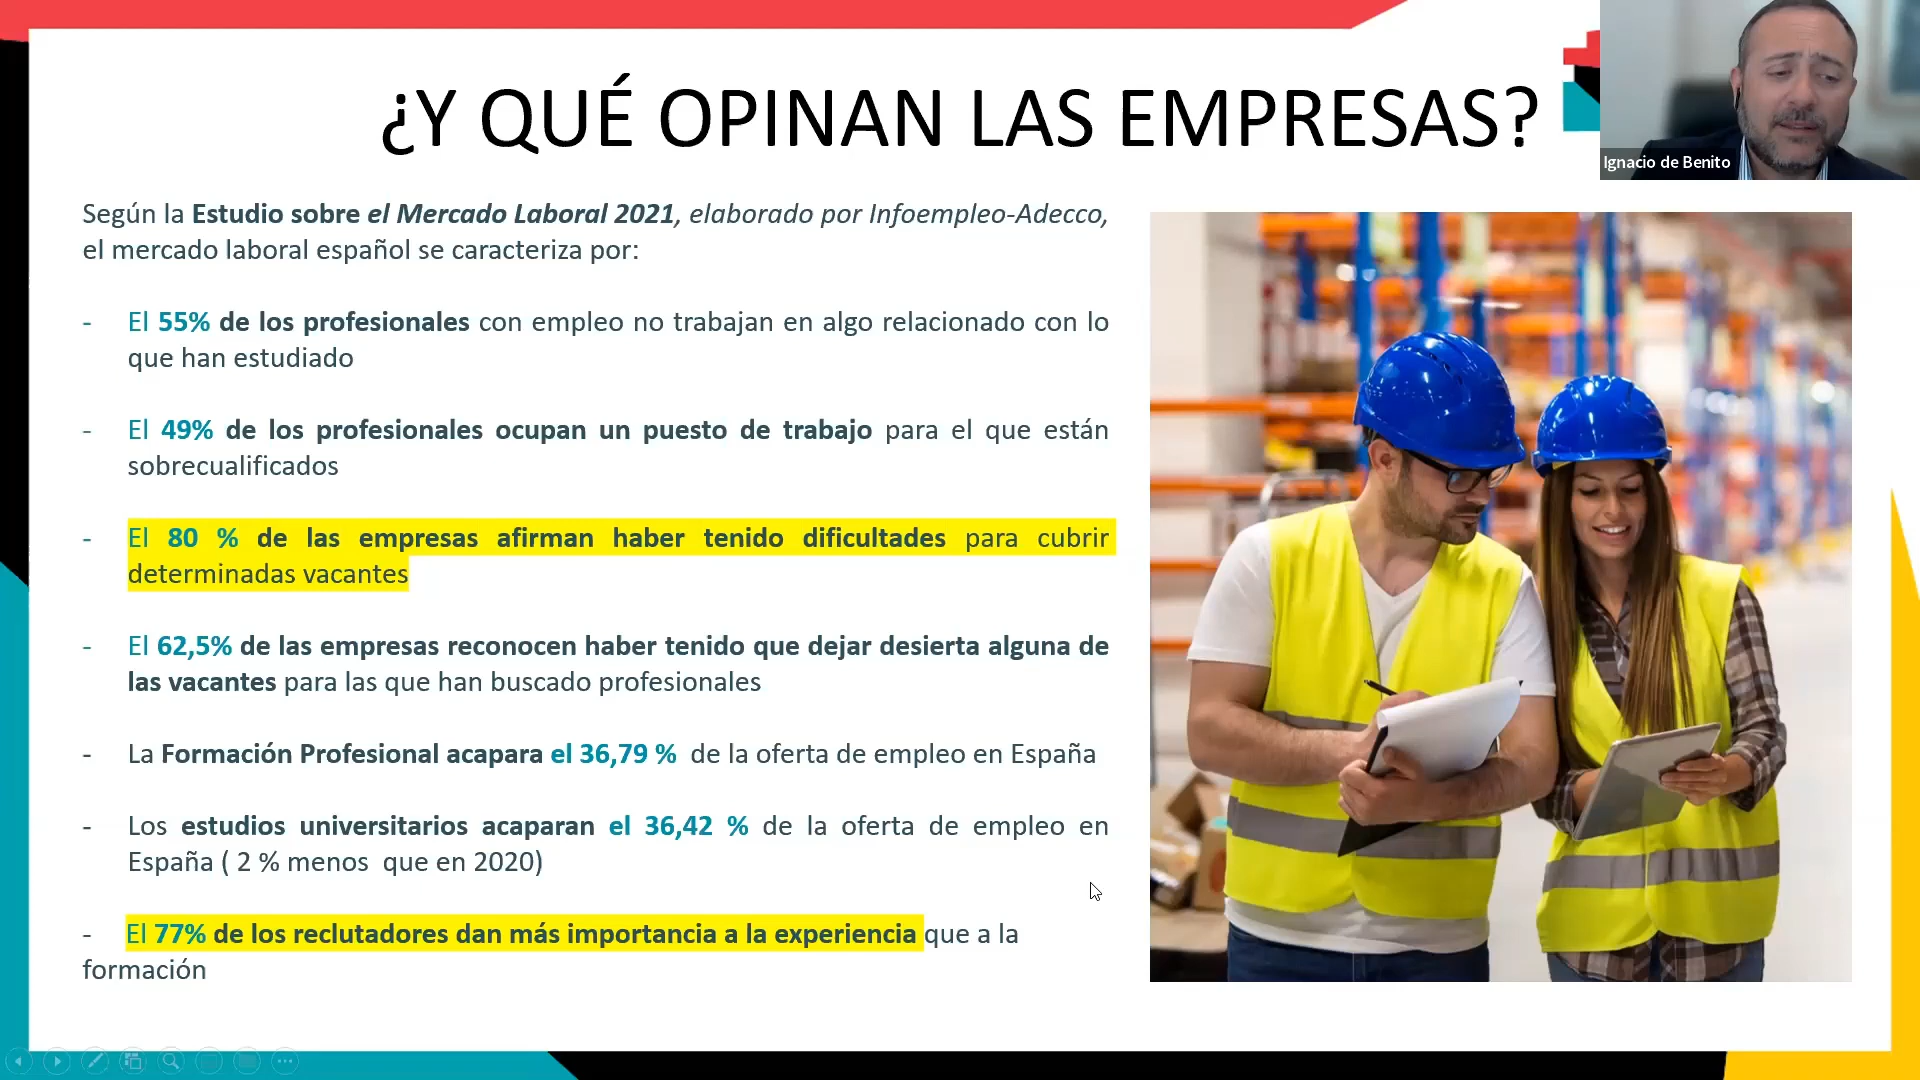 ¿Y QUÉ OPINAN LAS EMPRESAS?
Ignacio de Benito
Según la Estudio sobre el Mercado Laboral 2021, elaborado por Infoempleo-Adecco,
el mercado laboral español se caracteriza por:
- El 55% de los profesionales con empleo no trabajan en algo relacionado con lo
que han estudiado
- El 49% de los profesionales ocupan un puesto de trabajo para el que están
sobrecualificados
- El 80 % de las empresas afirman haber tenido dificultades para cubrir
determinadas vacantes
- El 62,5% de las empresas reconocen haber tenido que dejar desierta alguna de
las vacantes para las que han buscado profesionales
- La Formación Profesional acapara el 36,79 % de la oferta de empleo en España
- Los estudios universitarios acaparan el 36,42 % de la oferta de empleo en
España ( 2 % menos que en 2020)
- El 77% de los reclutadores dan más importancia a la experiencia que a la
formación